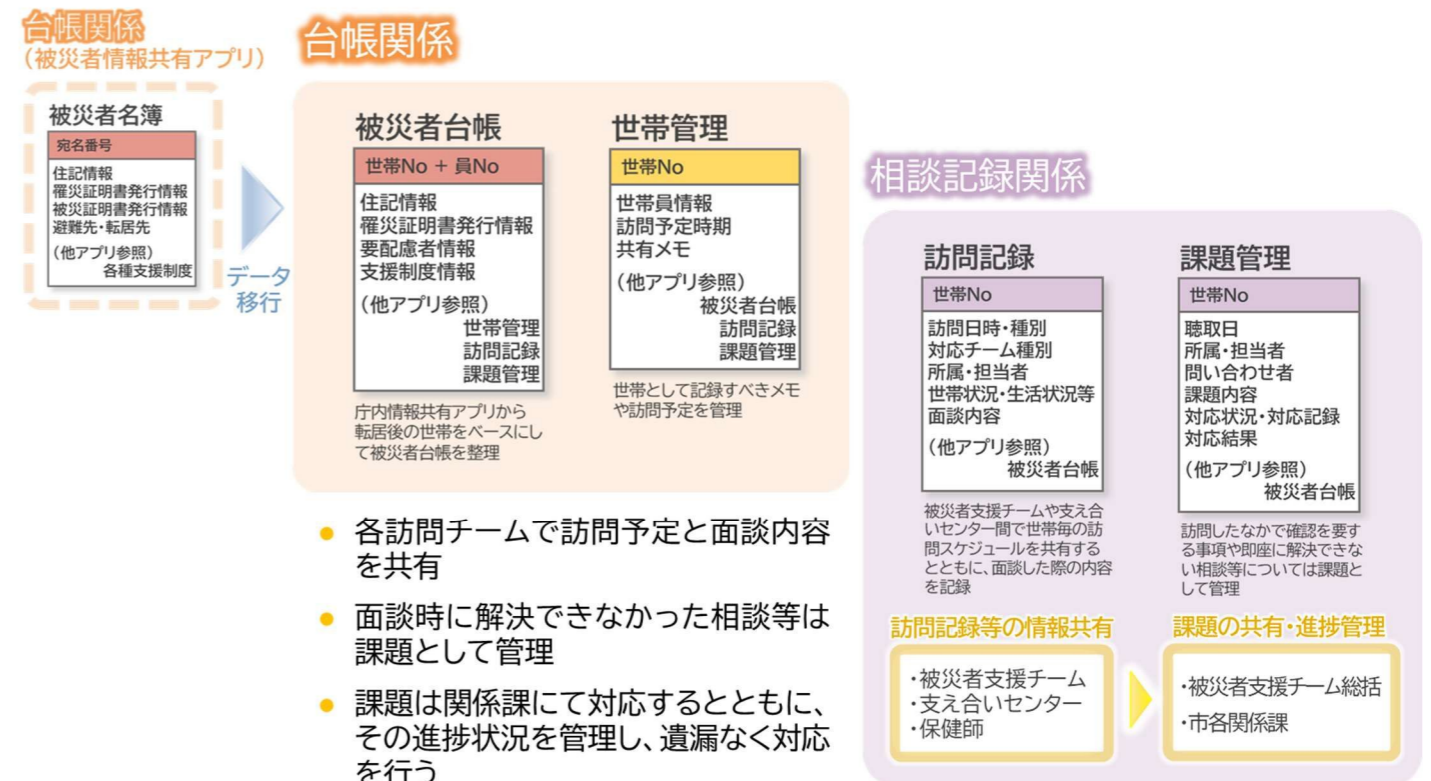 台帳関係
(被災者情報共有アプリ)
被災者名簿
宛名番号
住記情報
罹災証明書発行情報
被災証明書発行情報
避難先・転居先
(他アプリ参照)
各種支援制度
データ
移行
台帳関係
被災者台帳
世帯No + 員No
住記情報
罹災証明書発行情報
要配慮者情報
支援制度情報
(他アプリ参照)
世帯管理
訪問記録
課題管理
庁内情報共有アプリから
転居後の世帯をベースにし
て被災者台帳を整理
世帯管理
世帯No
世帯員情報
訪問予定時期
共有メモ
(他アプリ参照)
被災者台帳
訪問記録
課題管理
世帯として記録すべきメモ
や訪問予定を管理
● 各訪問チームで訪問予定と面談内容
を共有
● 面談時に解決できなかった相談等は
課題として管理
● 課題は関係課にて対応するとともに、
その進捗状況を管理し、遺漏なく対応
を行う
相談記録関係
訪問記録
世帯No
訪問日時・種別
対応チーム種別
所属・担当者
世帯状況・生活状況等
面談内容
(他アプリ参照)
被災者台帳
被災者支援チームや支え合
いセンター間で世帯毎の訪
問スケジュールを共有する
とともに、面談した際の内容
を記録
課題管理
世帯No
聴取日
所属・担当者
問い合わせ者
課題内容
対応状況・対応記録
対応結果
(他アプリ参照)
被災者台帳
訪問したなかで確認を要す
る事項や即座に解決できな
い相談等については課題と
して管理
訪問記録等の情報共有
・被災者支援チーム
・支え合いセンター
・保健師
課題の共有・進捗管理
・被災者支援チーム総括
・市各関係課